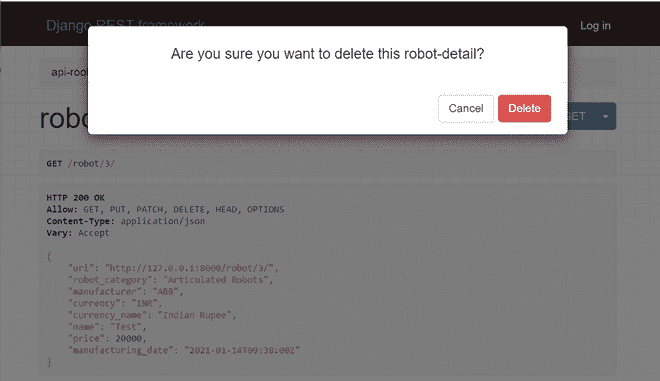 Django REST framework
Log in
Are you sure you want to delete this robot-detail?
api-roo
Cancel
Delete
robo
GET
GET /robot/3/
HTTP 200 OK
Allow: GET, PUT, PATCH, DELETE, HEAD, OPTIONS
Content-Type: application/json
Vary: Accept
{
"url": "http://127.0.0.1:8000/robot/3/",
"robot_category": "Articulated Robots",
"manufacturer": "ABB",
"currency": "INR",
"currency_name": "Indian Rupee",
"name": "Test",
"price": 20000,
"manufacturing_date": "2021-01-14T09:38:00Z"
}